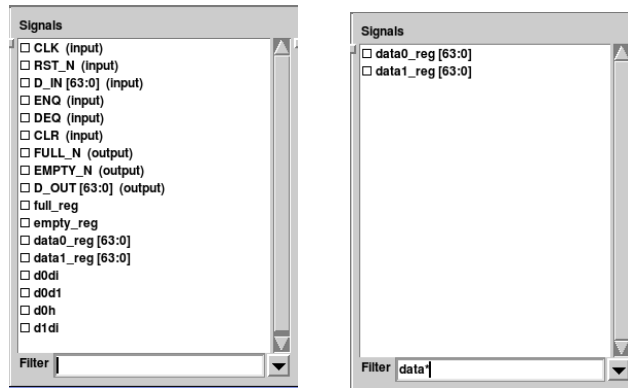 Signals
CLK (input)
RST_N (input)
D_IN [63:0] (input)
ENQ (input)
DEQ (input)
CLR (input)
FULL_N (output)
EMPTY_N (output)
D_OUT [63:0] (output)
full_reg
empty_reg
data0_reg [63:0]
data1_reg [63:0]
d0di
d0d1
d0h
d1di
Filter
Signals
data0_reg [63:0]
data1_reg [63:0]
Filter data*